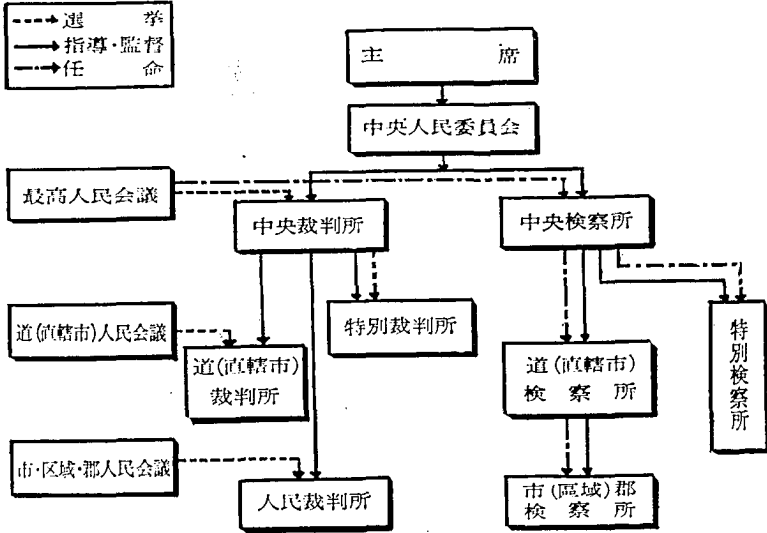 選挙
指導・監督
任命
主席
中央人民委員会
最高人民会議
中央裁判所
中央検察所
道(直轄市)人民会議
特別裁判所
特別検察所
道(直轄市)
裁判所
道(直轄市)
検察所
市・区域・郡人民会議
人民裁判所
市(區域)郡
検察所